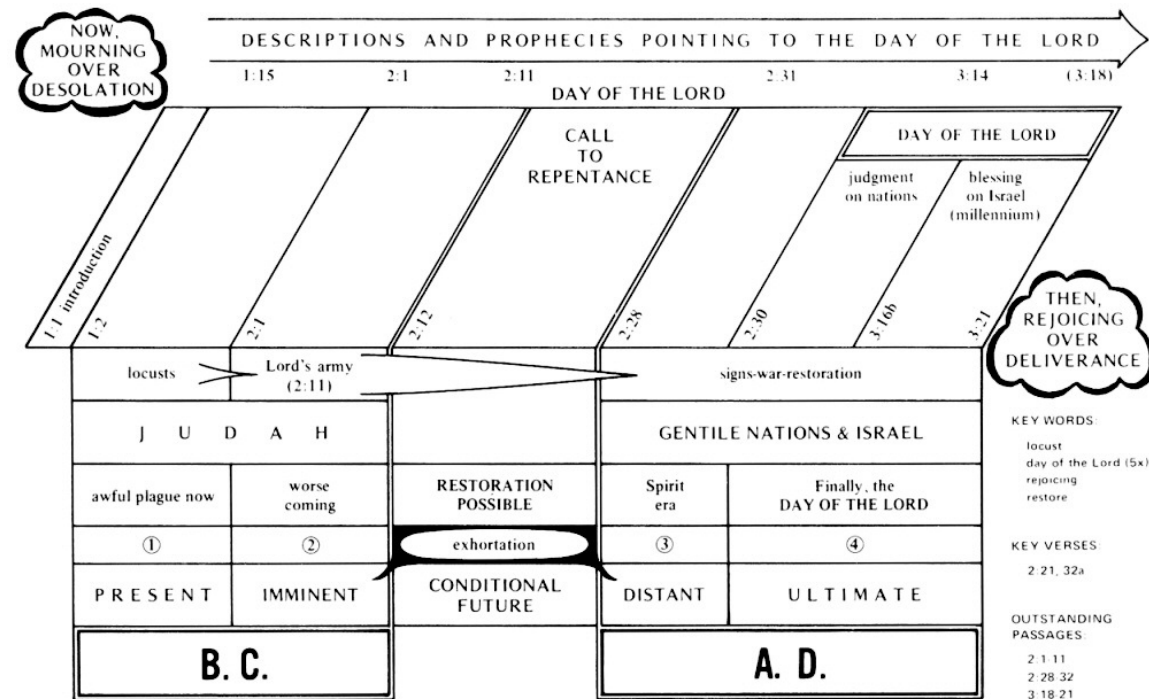 NOW,
MOURNING
OVER
DESOLATION
DESCRIPTIONS AND PROPHECIES POINTING TO THE DAY OF THE LORD
1:15 2:1 2:11 2:31 3:14 (3:18)
DAY OF THE LORD
CALL
TO
REPENTANCE
DAY OF THE LORD
judgment
on nations
blessing
on Israel
(millennium)
1:1 introduction
1:2
2:1
2:12
2:28
2:30
3:16b
3:21
THEN,
REJOICING
OVER
DELIVERANCE
locusts
Lord's army
(2:11)
signs-war-restoration
JUDAH
GENTILE NATIONS & ISRAEL
awful plague now
worse
coming
RESTORATION
POSSIBLE
Spirit
era
Finally, the
DAY OF THE LORD
① ② exhortation ③ ④
PRESENT
IMMINENT
CONDITIONAL
FUTURE
DISTANT
ULTIMATE
B. C.
A. D.
KEY WORDS:
locust
day of the Lord (5x)
rejoicing
restore
KEY VERSES:
2:21, 32a
OUTSTANDING
PASSAGES:
2:1-11
2:28-32
3:18-21